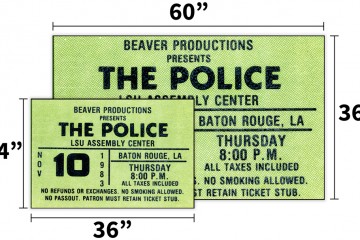 60”
BEAVER PRODUCTIONS
PRESENTS
THE POLICE
LSU ASSEMBLY CENTER
BATON ROUGE, LA
THURSDAY
8:00 P.M.
ALL TAXES INCLUDED
NO SMOKING ALLOWED.
MUST RETAIN TICKET STUB.
36
4”
BEAVER PRODUCTIONS
PRESENTS
THE POLICE
LSU ASSEMBLY CENTER
NOV 10 1983
BATON ROUGE, LA
THURSDAY
8:00 P.M.
ALL TAXES INCLUDED
NO REFUNDS OR EXCHANGES. NO SMOKING ALLOWED.
NO PASSOUT. PATRON MUST RETAIN TICKET STUB.
36”